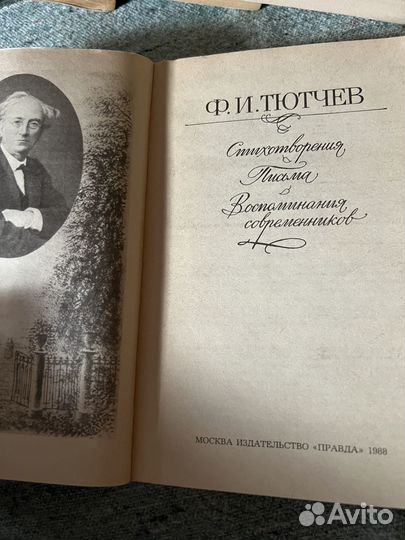 Ф. И. ТЮТЧЕВ
Стихотворения
Письма
Воспоминания
современников
МОСКВА ИЗДАТЕЛЬСТВО «ПРАВДА» 1988
Avito